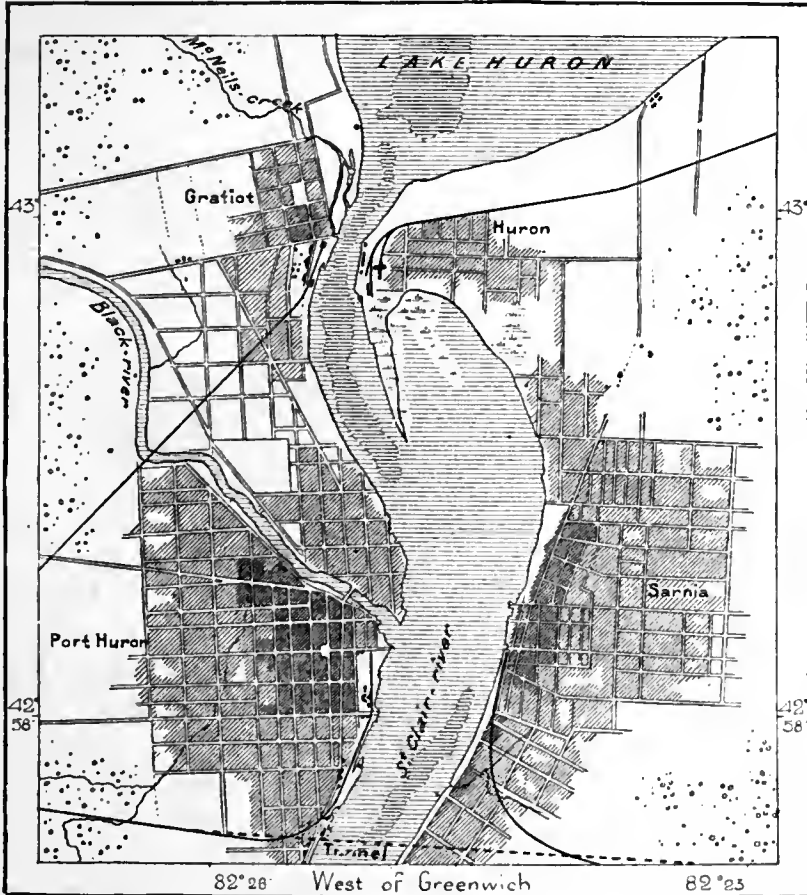 McNeils-creek
LAKE HURON
Gratiot
43°
43°
Huron
Black-river
Sarnia
Port Huron
St Clair-river
42°
58'
42°
58'
Tunnel
82°26
West of Greenwich
82°23